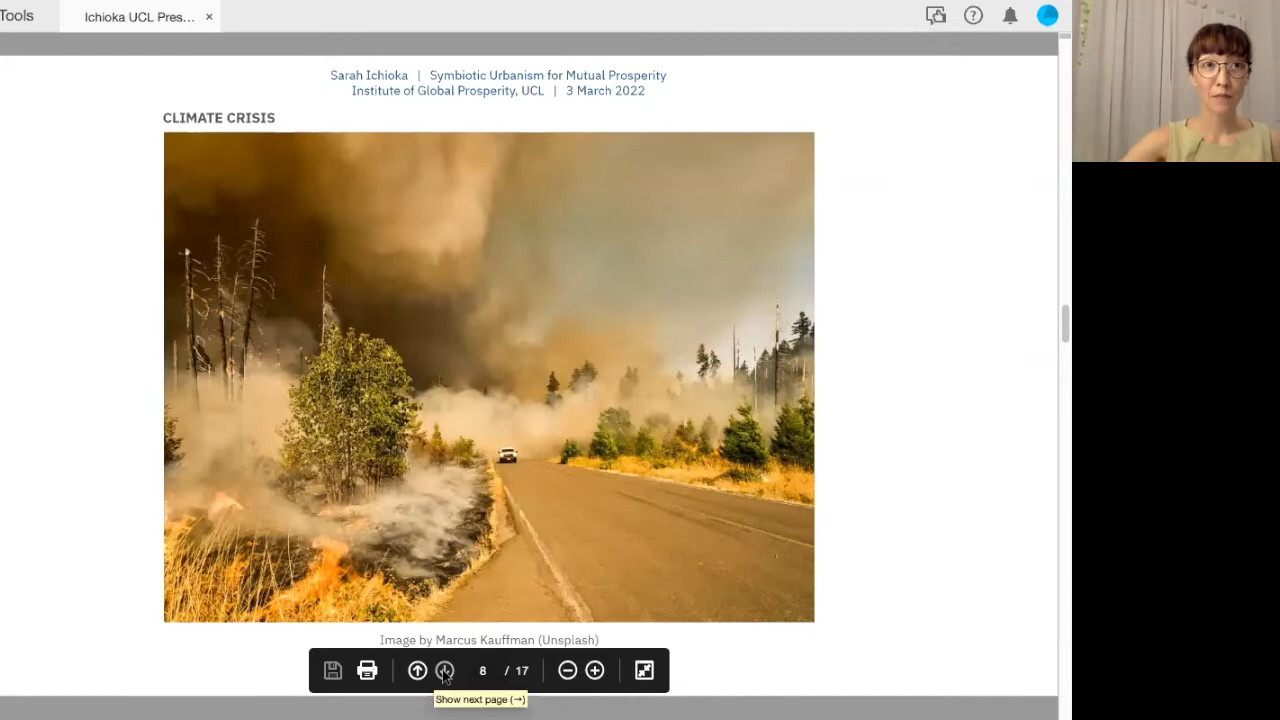 Tools
Ichioka UCL Pres... ×
Sarah Ichioka | Symbiotic Urbanism for Mutual Prosperity
Institute of Global Prosperity, UCL | 3 March 2022
CLIMATE CRISIS
Image by Marcus Kauffman (Unsplash)
8 / 17
Show next page (→)